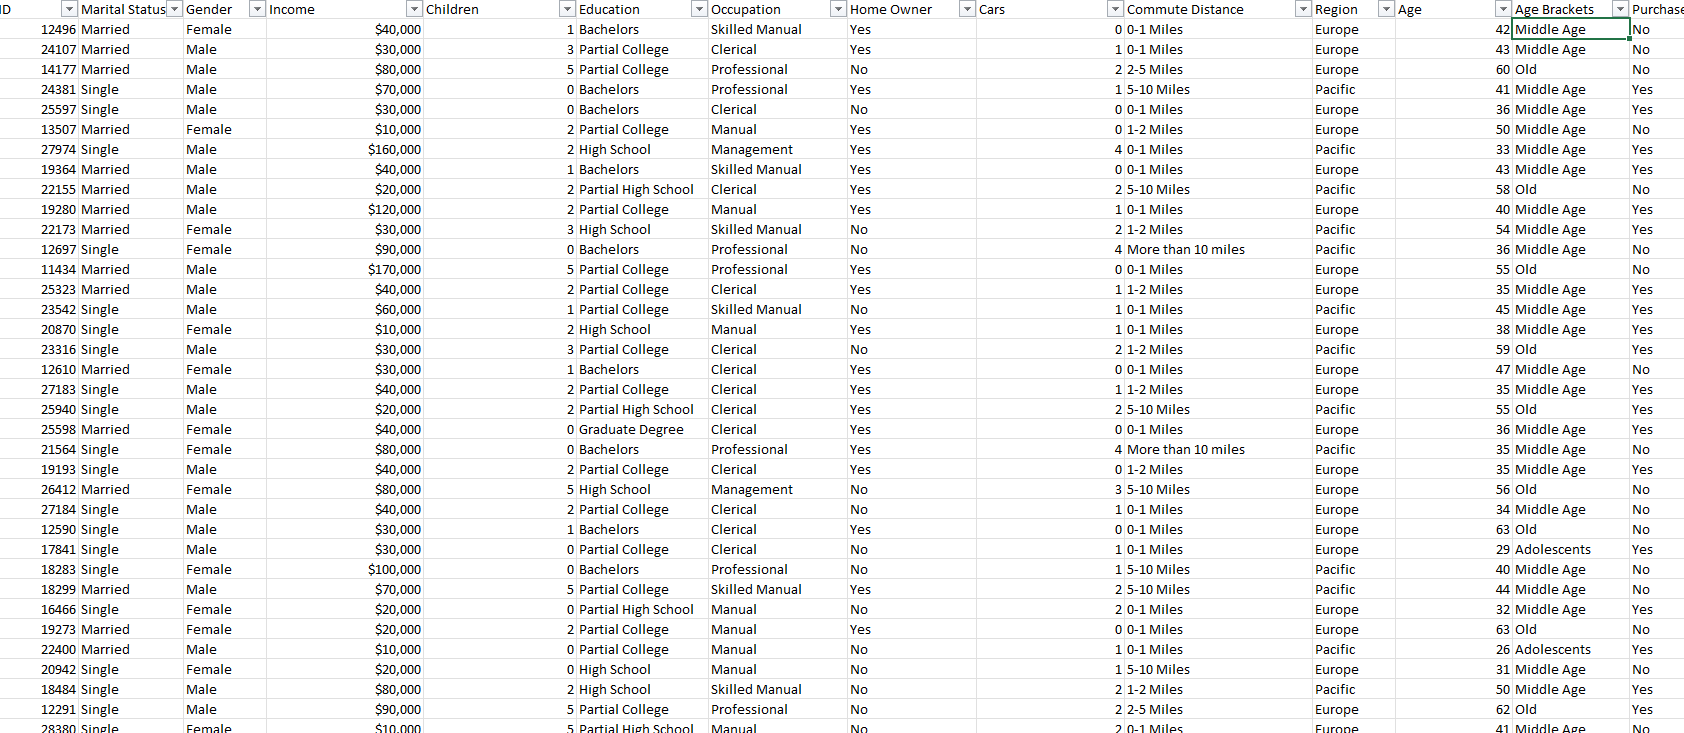 ID Marital Status Gender Income Children Education Occupation Home Owner Cars Commute Distance Region Age Age Brackets Purchase
12496 Married Female $40,000 1 Bachelors Skilled Manual Yes 0 0-1 Miles Europe 42 Middle Age No
24107 Married Male $30,000 3 Partial College Clerical Yes 1 0-1 Miles Europe 43 Middle Age No
14177 Married Male $80,000 5 Partial College Professional No 2 2-5 Miles Europe 60 Old No
24381 Single Male $70,000 0 Bachelors Professional Yes 1 5-10 Miles Pacific 41 Middle Age Yes
25597 Single Male $30,000 0 Bachelors Clerical No 0 0-1 Miles Europe 36 Middle Age Yes
13507 Married Female $10,000 2 Partial College Manual Yes 0 1-2 Miles Europe 50 Middle Age No
27974 Single Male $160,000 2 High School Management Yes 4 0-1 Miles Pacific 33 Middle Age Yes
19364 Married Male $40,000 1 Bachelors Skilled Manual Yes 0 0-1 Miles Europe 43 Middle Age Yes
22155 Married Male $20,000 2 Partial High School Clerical Yes 2 5-10 Miles Pacific 58 Old No
19280 Married Male $120,000 2 Partial College Manual Yes 1 0-1 Miles Europe 40 Middle Age Yes
22173 Married Female $30,000 3 High School Skilled Manual No 2 1-2 Miles Pacific 54 Middle Age Yes
12697 Single Female $90,000 0 Bachelors Professional No 4 More than 10 miles Pacific 36 Middle Age No
11434 Married Male $170,000 5 Partial College Professional Yes 0 0-1 Miles Europe 55 Old No
25323 Married Male $40,000 2 Partial College Clerical Yes 1 1-2 Miles Europe 35 Middle Age Yes
23542 Single Male $60,000 1 Partial College Skilled Manual No 1 0-1 Miles Pacific 45 Middle Age Yes
20870 Single Female $10,000 2 High School Manual Yes 1 0-1 Miles Europe 38 Middle Age Yes
23316 Single Male $30,000 3 Partial College Clerical No 2 1-2 Miles Pacific 59 Old Yes
12610 Married Female $30,000 1 Bachelors Clerical Yes 0 0-1 Miles Europe 47 Middle Age No
27183 Single Male $40,000 2 Partial College Clerical Yes 1 1-2 Miles Europe 35 Middle Age Yes
25940 Single Male $20,000 2 Partial High School Clerical Yes 2 5-10 Miles Pacific 55 Old Yes
25598 Married Female $40,000 0 Graduate Degree Clerical Yes 0 0-1 Miles Europe 36 Middle Age Yes
21564 Single Female $80,000 0 Bachelors Professional Yes 4 More than 10 miles Pacific 35 Middle Age No
19193 Single Male $40,000 2 Partial College Clerical Yes 0 1-2 Miles Europe 35 Middle Age Yes
26412 Married Female $80,000 5 High School Management No 3 5-10 Miles Europe 56 Old No
27184 Single Male $40,000 2 Partial College Clerical No 1 0-1 Miles Europe 34 Middle Age No
12590 Single Male $30,000 1 Bachelors Clerical Yes 0 0-1 Miles Europe 63 Old No
17841 Single Male $30,000 0 Partial College Clerical No 1 0-1 Miles Europe 29 Adolescents Yes
18283 Single Female $100,000 0 Bachelors Professional No 1 5-10 Miles Pacific 40 Middle Age No
18299 Married Male $70,000 5 Partial College Skilled Manual Yes 2 5-10 Miles Pacific 44 Middle Age No
16466 Single Female $20,000 0 Partial High School Manual No 2 0-1 Miles Europe 32 Middle Age Yes
19273 Married Female $20,000 2 Partial College Manual Yes 0 0-1 Miles Europe 63 Old No
22400 Married Male $10,000 0 Partial College Manual No 1 0-1 Miles Pacific 26 Adolescents Yes
20942 Single Female $20,000 0 High School Manual No 1 5-10 Miles Europe 31 Middle Age No
18484 Single Male $80,000 2 High School Skilled Manual No 2 1-2 Miles Pacific 50 Middle Age Yes
12291 Single Male $90,000 5 Partial College Professional No 2 2-5 Miles Europe 62 Old Yes
28380 Single Female $10,000 5 Partial High School Manual No 2 0-1 Miles Europe 41 Middle Age No